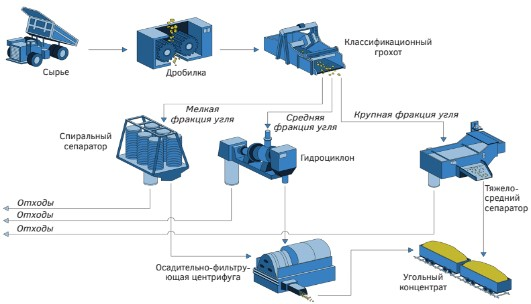 Сырье
Дробилка
Классификационный
грохот
Мелкая
фракция угля
Средняя
фракция угля
Крупная фракция угля
Спиральный
сепаратор
Гидроциклон
Тяжело-
средний
сепаратор
Отходы
Отходы
Отходы
Осадительно-фильтру-
ющая центрифуга
Угольный
концентрат